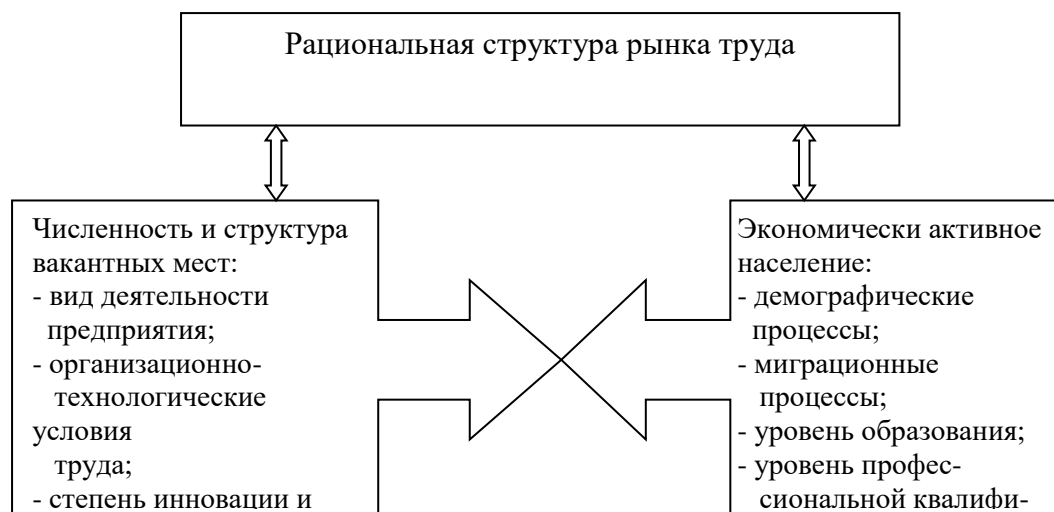 Рациональная структура рынка труда
Численность и структура
вакантных мест:
- вид деятельности
предприятия;
- организационно-
технологические
условия
труда;
- степень инновации и
Экономически активное
население:
- демографические
процессы;
- миграционные
процессы;
- уровень образования;
- уровень профес-
сиональной квалифи-